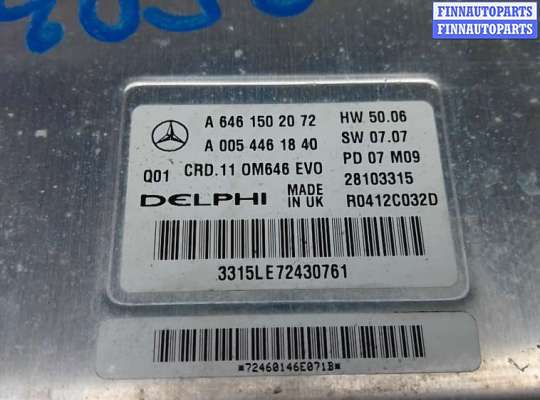 FINNAUTOPARTS
FINNAUTOPARTS
A 646 150 20 72 HW 50.06
A 005 446 18 40 SW 07.07
Q01 CRD.11 OM646 EVO PD 07 M09
DELPHI MADE IN UK 28103315
R0412C032D
3315LE72430761
*72460146E071B*